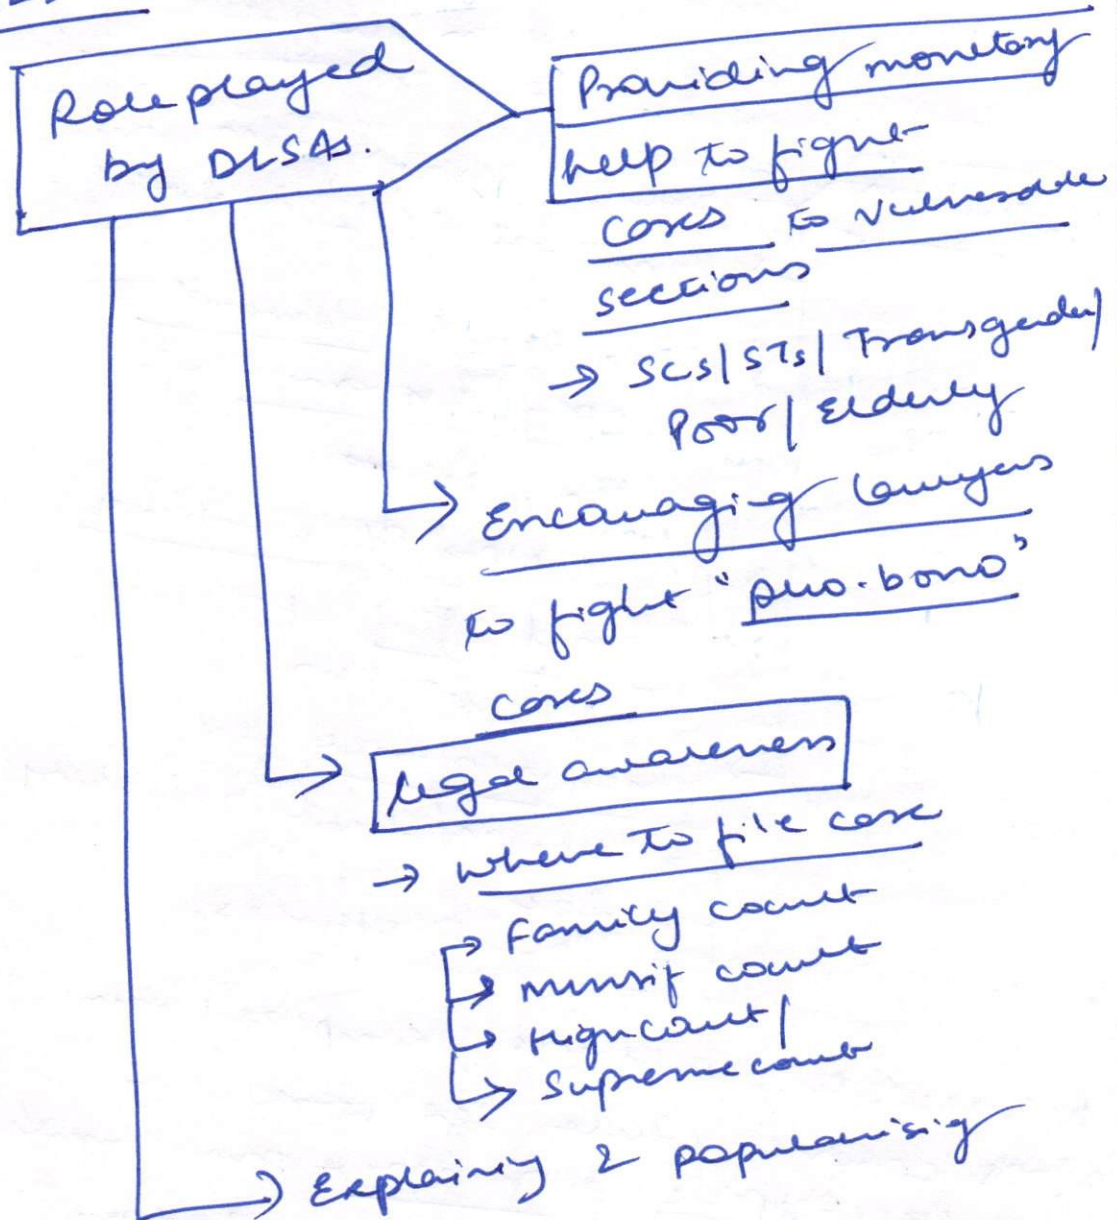 Role played
by DLSAs.
Providing monetary
help to fight
cases to vulnerable
sections
→ SCs/STs/Transgender/
Poor/Elderly
Encouraging lawyers
to fight "pro-bono"
cases
Legal awareness
→ Where to file case
→ Family court
→ Munsif court
→ High court/
→ Supreme court
→ Explaining & popularising